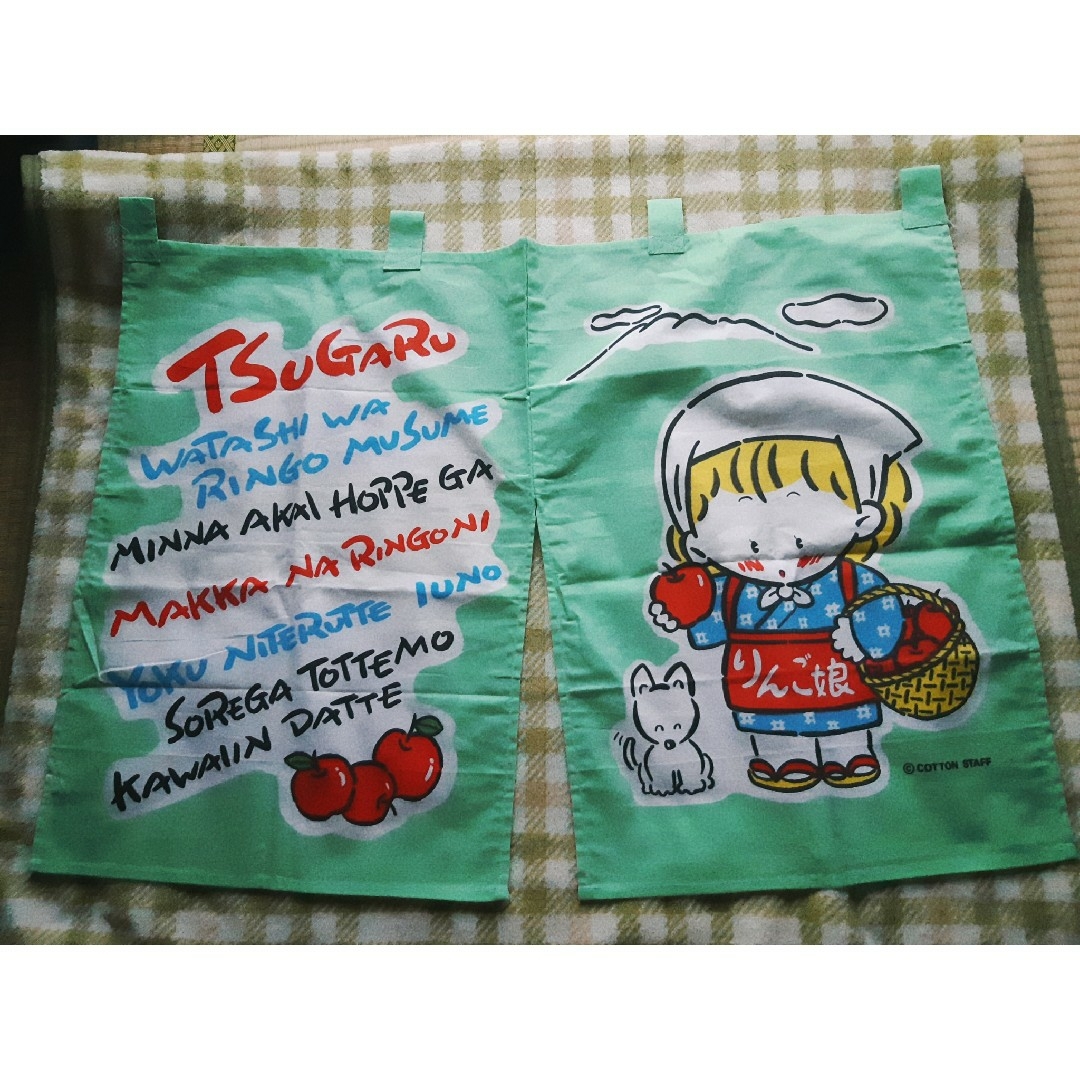 TSUGARU
WATASHI WA
RINGO MUSUME
MINNA AKAI HOPPE GA
MAKKA NA RINGONI
YOKU NITERUTTE IUNO
SOREGA TOTTEMO
KAWAIIN DATTE
りんご娘
© COTTON STAFF